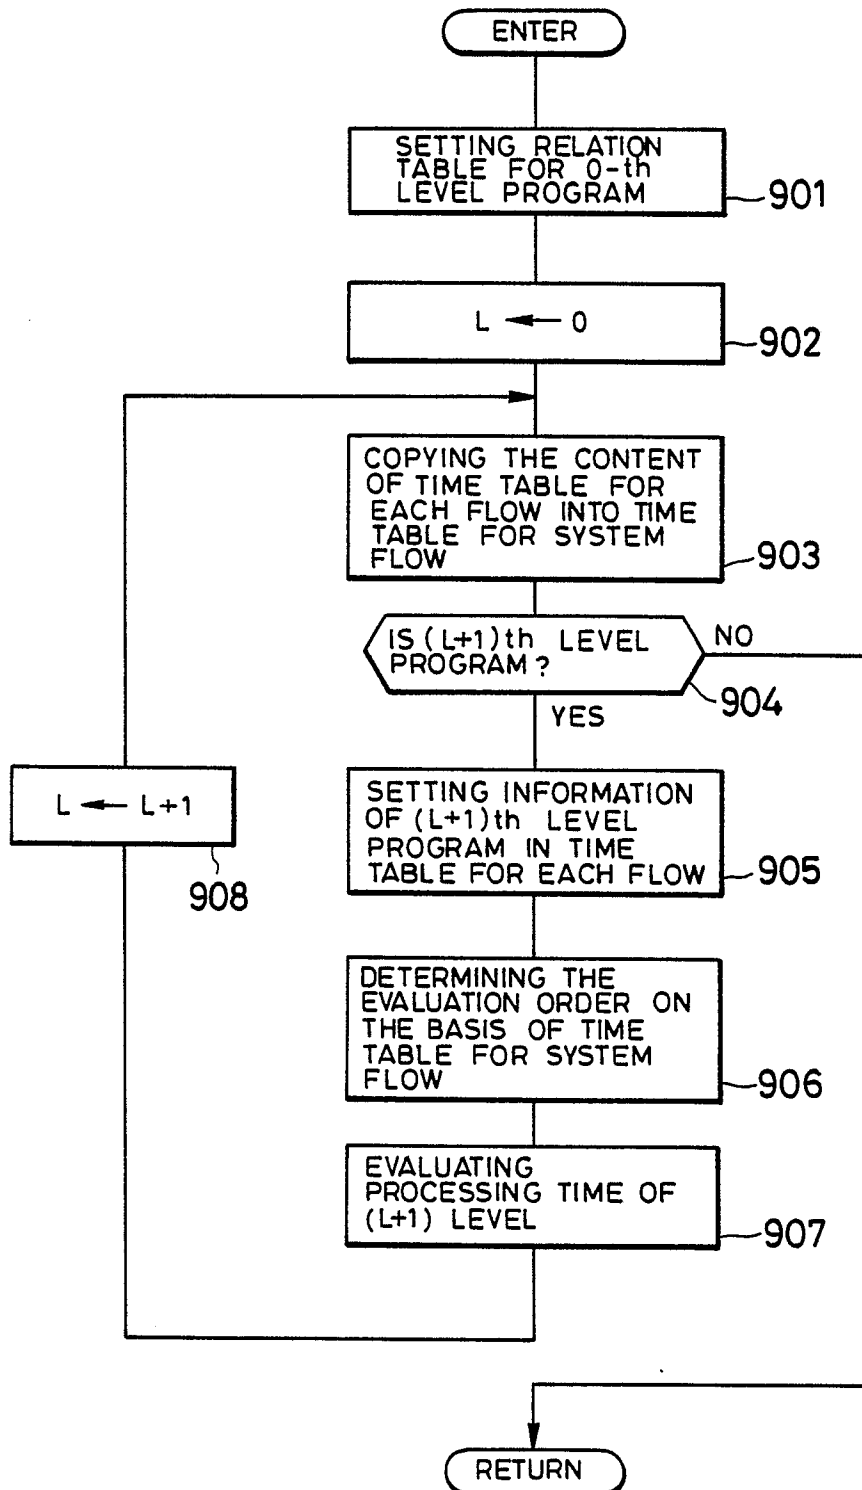 ENTER
SETTING RELATION
TABLE FOR 0-th
LEVEL PROGRAM
901
L ← 0
902
COPYING THE CONTENT
OF TIME TABLE FOR
EACH FLOW INTO TIME
TABLE FOR SYSTEM
FLOW
903
IS (L+1)th LEVEL
PROGRAM?
NO
904
YES
L ← L+1
908
SETTING INFORMATION
OF (L+1)th LEVEL
PROGRAM IN TIME
TABLE FOR EACH FLOW
905
DETERMINING THE
EVALUATION ORDER ON
THE BASIS OF TIME
TABLE FOR SYSTEM
FLOW
906
EVALUATING
PROCESSING TIME OF
(L+1) LEVEL
907
RETURN